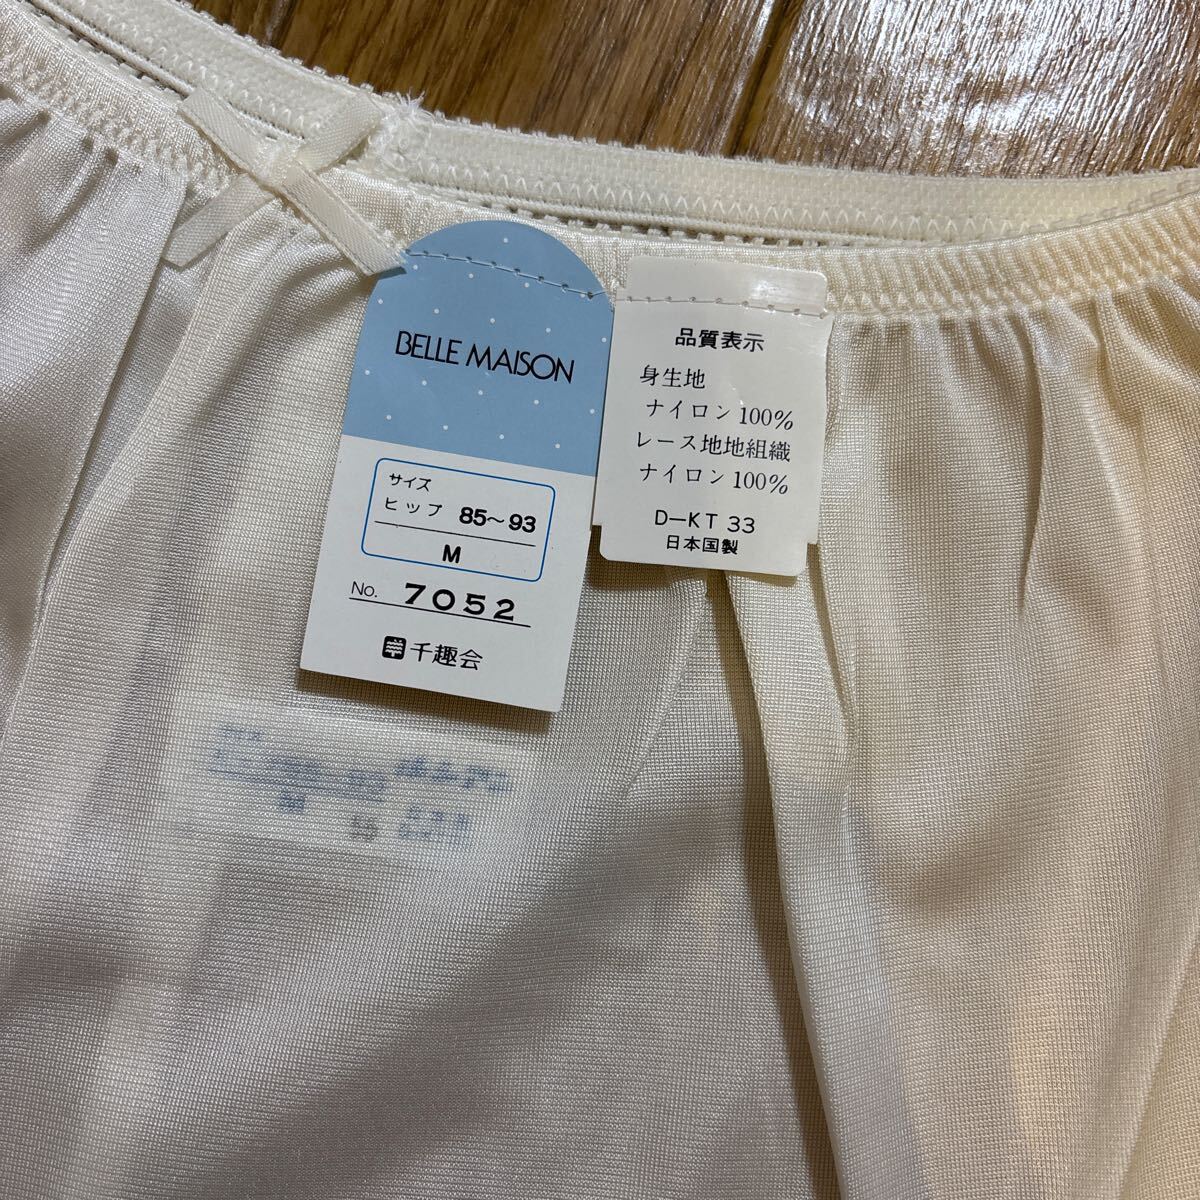 BELLE MAISON
サイズ
ヒップ 85~93
M
No. 7052
千趣会
品質表示
身生地
ナイロン 100%
レース地地組織
ナイロン 100%
D-KT 33
日本国製
M